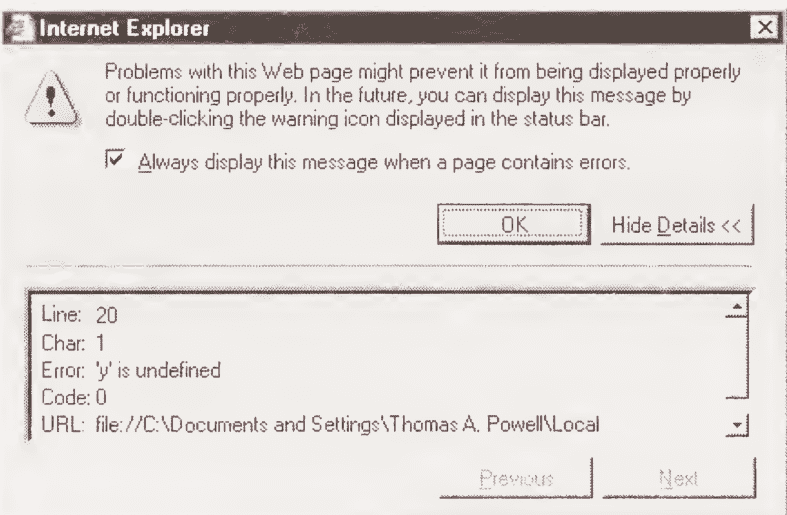 Internet Explorer
Problems with this Web page might prevent it from being displayed properly
or functioning properly. In the future, you can display this message by
double-clicking the warning icon displayed in the status bar.
Always display this message when a page contains errors.
OK
Hide Details <<
Line: 20
Char: 1
Error: 'y' is undefined
Code: 0
URL: file://C:\Documents and Settings\Thomas A. Powell\Local
Previous
Next